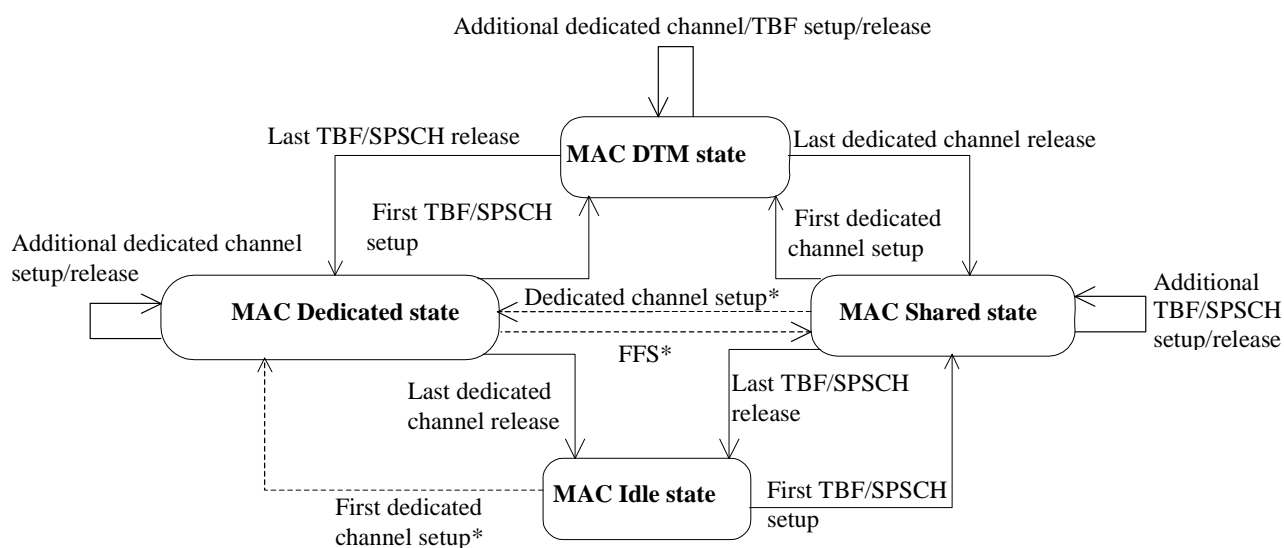 Additional dedicated channel/TBF setup/release
Last TBF/SPSCH release
MAC DTM state
Last dedicated channel release
First TBF/SPSCH
setup
First dedicated
channel setup
Additional dedicated channel
setup/release
MAC Dedicated state
Dedicated channel setup*
MAC Shared state
Additional
TBF/SPSCH
setup/release
FFS*
Last dedicated
channel release
Last TBF/SPSCH
release
MAC Idle state
First TBF/SPSCH
setup
First dedicated
channel setup*